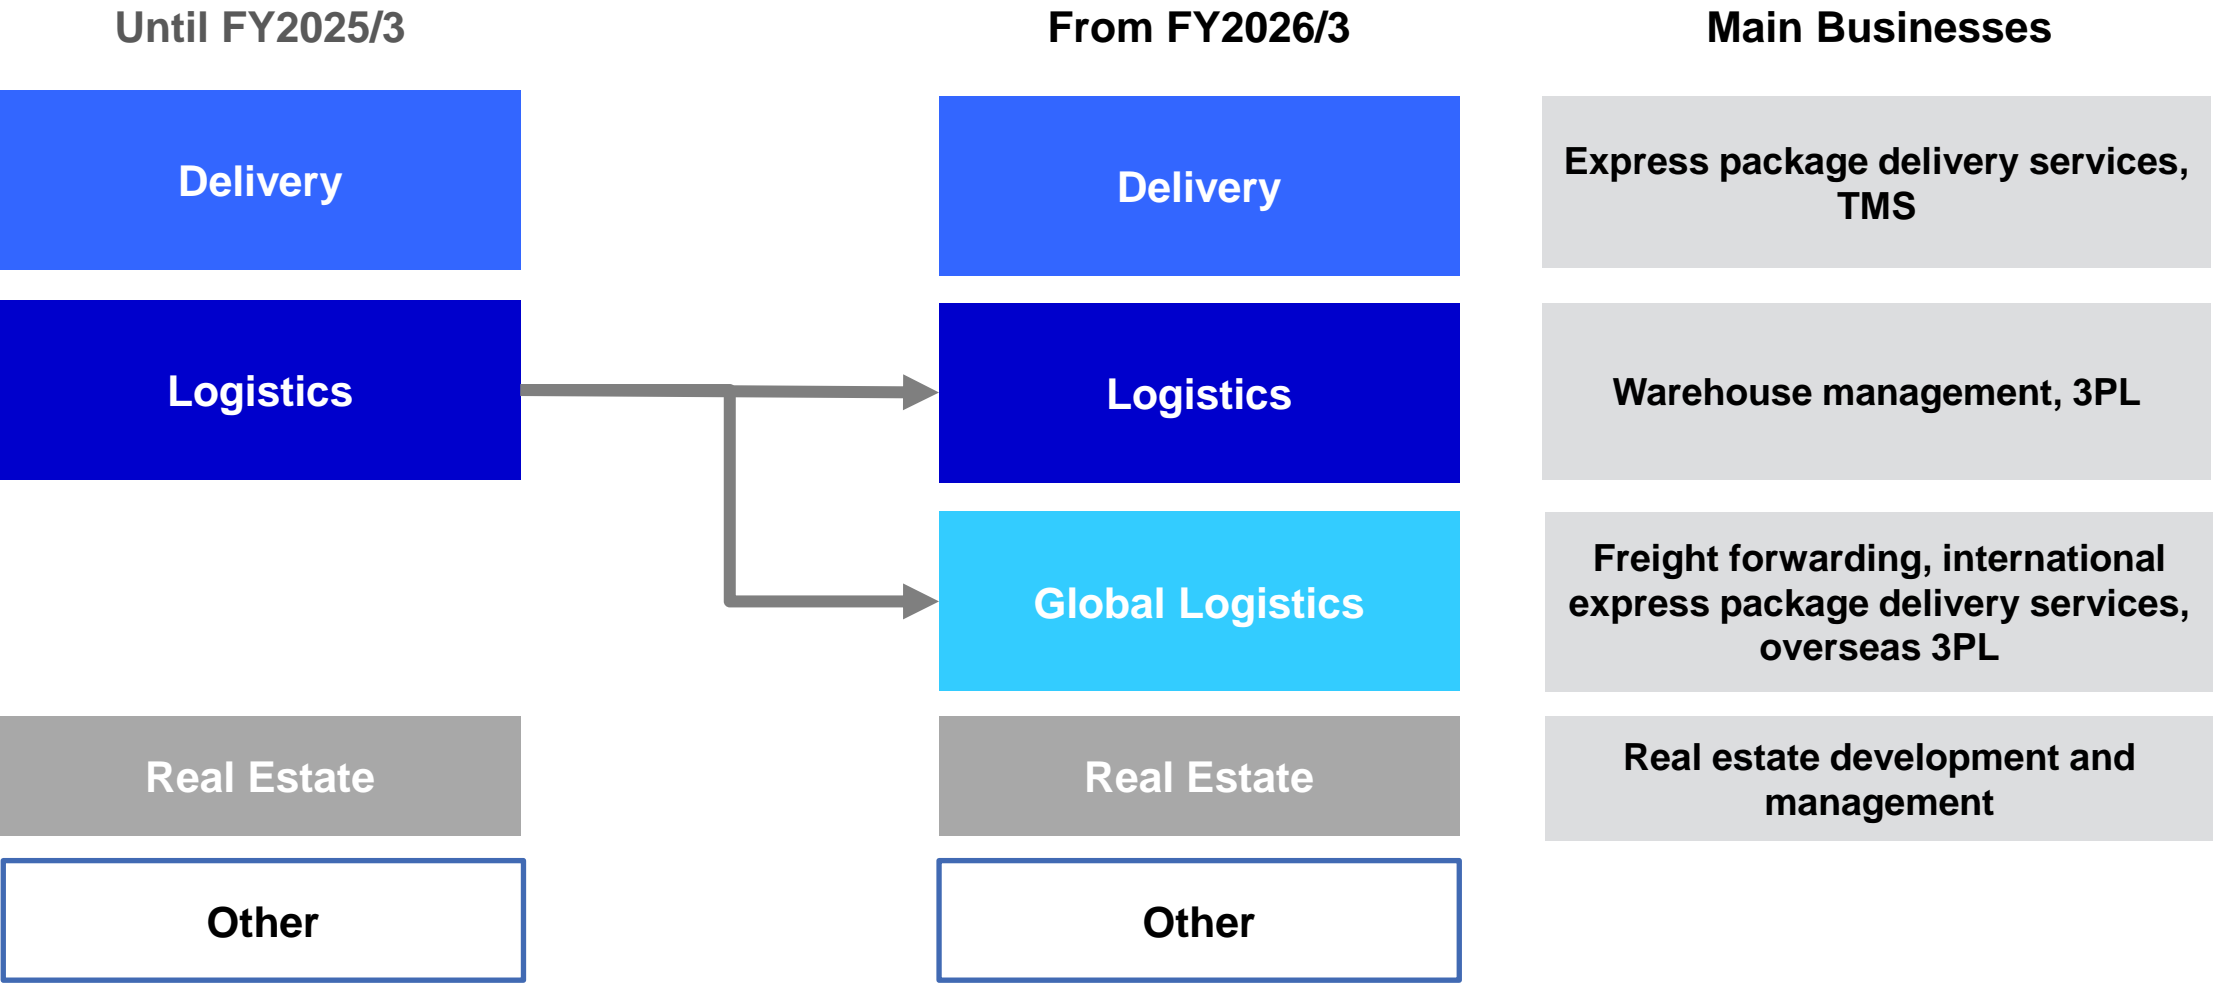 Until FY2025/3
From FY2026/3
Main Businesses
Delivery
Delivery
Express package delivery services,
TMS
Logistics
Logistics
Warehouse management, 3PL
Global Logistics
Freight forwarding, international
express package delivery services,
overseas 3PL
Real Estate
Real Estate
Real estate development and
management
Other
Other